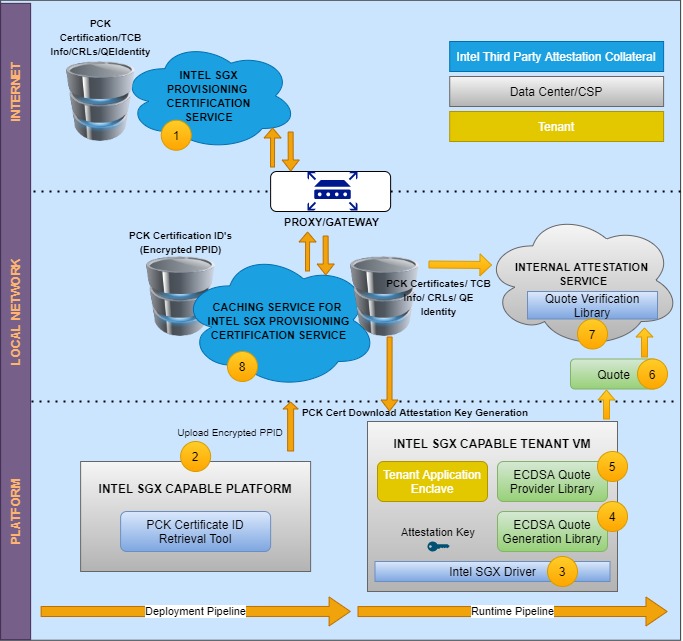 PCK
Certification/TCB
Info/CRLs/QEIdentity
INTEL SGX
PROVISIONING
CERTIFICATION
SERVICE
1
Intel Third Party Attestation Collateral
Data Center/CSP
Tenant
INTERNET
PROXY/GATEWAY
LOCAL NETWORK
PCK Certification ID's
(Encrypted PPID)
CACHING SERVICE FOR
INTEL SGX PROVISIONING
CERTIFICATION SERVICE
8
PCK Certificates/ TCB
Info/ CRLs/ QE
Identity
INTERNAL ATTESTATION
SERVICE
Quote Verification
Library
7
Quote
6
PLATFORM
Upload Encrypted PPID
2
INTEL SGX CAPABLE PLATFORM
PCK Certificate ID
Retrieval Tool
PCK Cert Download Attestation Key Generation
INTEL SGX CAPABLE TENANT VM
Tenant Application
Enclave
ECDSA Quote
Provider Library
5
Attestation Key
ECDSA Quote
Generation Library
4
Intel SGX Driver
3
Deployment Pipeline
Runtime Pipeline